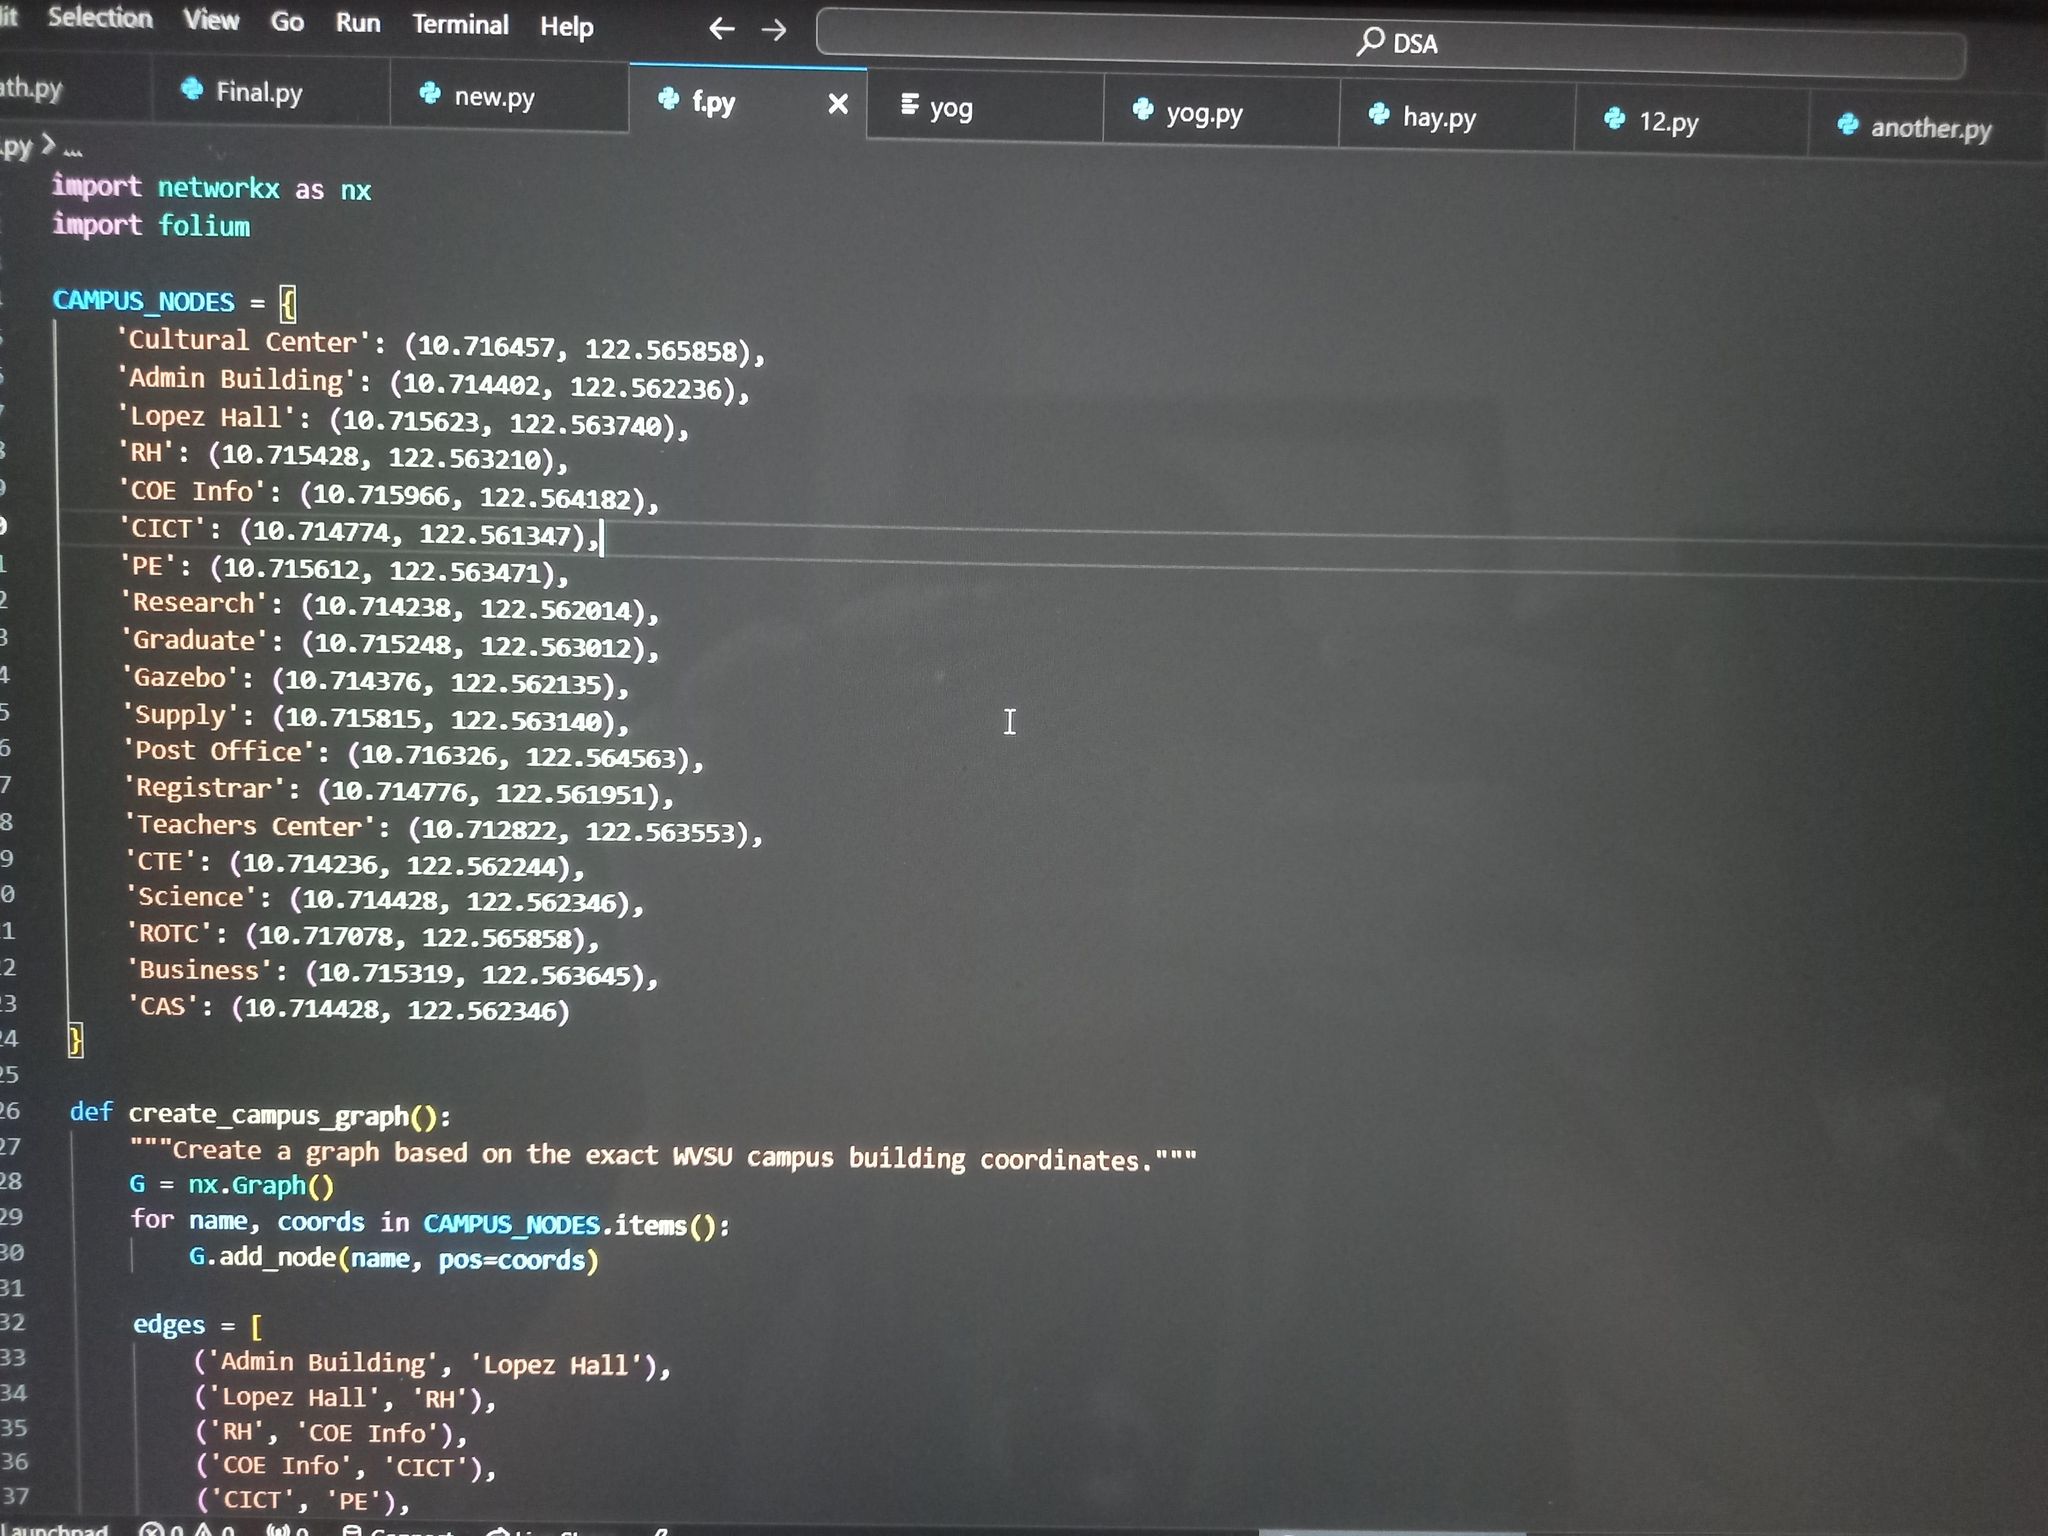 Selection View Go Run Terminal Help ← → DSA
ath.py Final.py new.py f.py × yog yog.py hay.py 12.py another.py
.py > ...
import networkx as nx
import folium
CAMPUS_NODES = {
'Cultural Center': (10.716457, 122.565858),
'Admin Building': (10.714402, 122.562236),
'Lopez Hall': (10.715623, 122.563740),
'RH': (10.715428, 122.563210),
'COE Info': (10.715966, 122.564182),
'CICT': (10.714774, 122.561347),
'PE': (10.715612, 122.563471),
'Research': (10.714238, 122.562014),
'Graduate': (10.715248, 122.563012),
'Gazebo': (10.714376, 122.562135),
'Supply': (10.715815, 122.563140),
'Post Office': (10.716326, 122.564563),
'Registrar': (10.714776, 122.561951),
'Teachers Center': (10.712822, 122.563553),
'CTE': (10.714236, 122.562244),
'Science': (10.714428, 122.562346),
'ROTC': (10.717078, 122.565858),
'Business': (10.715319, 122.563645),
'CAS': (10.714428, 122.562346)
24 }
25
26 def create_campus_graph():
27 """Create a graph based on the exact WVSU campus building coordinates."""
28 G = nx.Graph()
29 for name, coords in CAMPUS_NODES.items():
30 G.add_node(name, pos=coords)
31
32 edges = [
33 ('Admin Building', 'Lopez Hall'),
34 ('Lopez Hall', 'RH'),
35 ('RH', 'COE Info'),
36 ('COE Info', 'CICT'),
37 ('CICT', 'PE'),